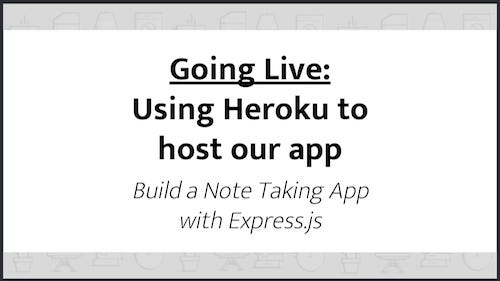 Going Live:
Using Heroku to
host our app
Build a Note Taking App
with Express.js